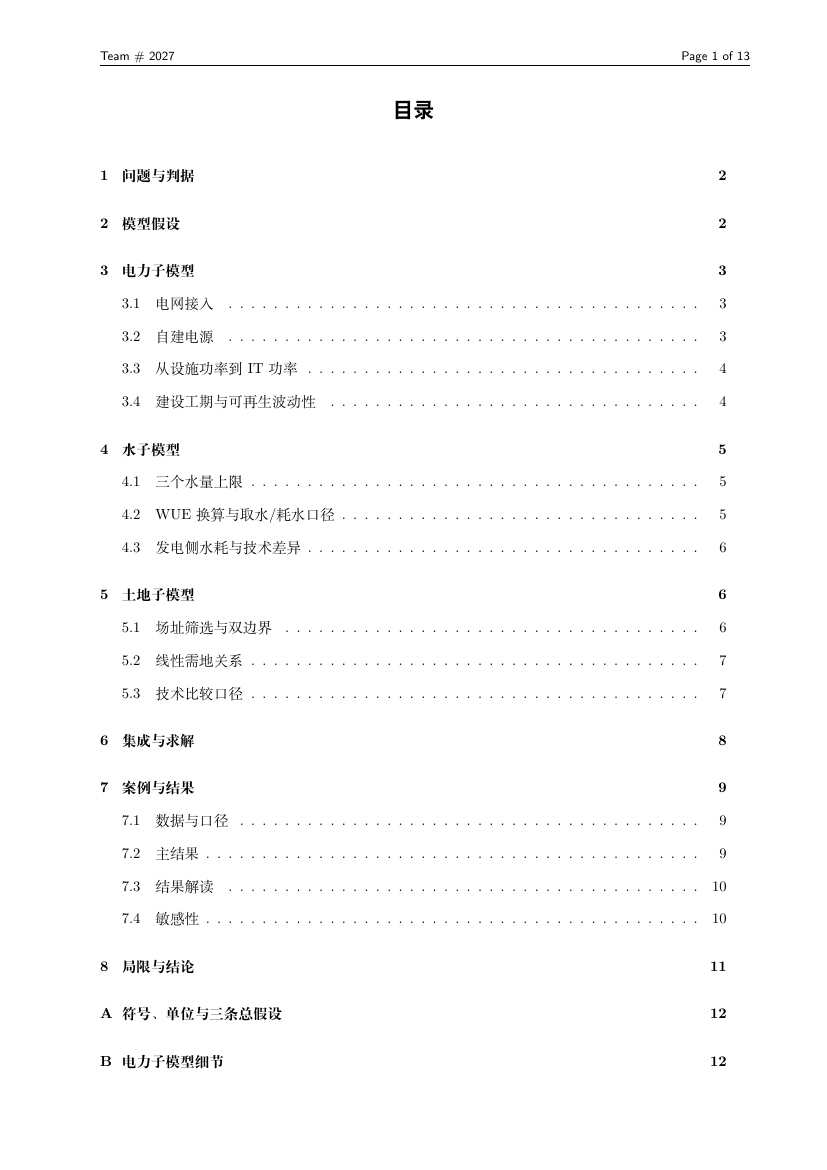 Team # 2027 Page 1 of 13
目录
1 问题与判据 2
2 模型假设 2
3 电力子模型 3
3.1 电网接入 . . . . . . . . . . . . . . . . . . . . . . . . . . . . . . . . . . . . . . . . . . 3
3.2 自建电源 . . . . . . . . . . . . . . . . . . . . . . . . . . . . . . . . . . . . . . . . . . 3
3.3 从设施功率到 IT 功率 . . . . . . . . . . . . . . . . . . . . . . . . . . . . . . . . . . . 4
3.4 建设工期与可再生波动性 . . . . . . . . . . . . . . . . . . . . . . . . . . . . . . . . . 4
4 水子模型 5
4.1 三个水量上限 . . . . . . . . . . . . . . . . . . . . . . . . . . . . . . . . . . . . . . . . 5
4.2 WUE 换算与取水/耗水口径 . . . . . . . . . . . . . . . . . . . . . . . . . . . . . . . . 5
4.3 发电侧水耗与技术差异 . . . . . . . . . . . . . . . . . . . . . . . . . . . . . . . . . . . 6
5 土地子模型 6
5.1 场址筛选与双边界 . . . . . . . . . . . . . . . . . . . . . . . . . . . . . . . . . . . . . 6
5.2 线性需地关系 . . . . . . . . . . . . . . . . . . . . . . . . . . . . . . . . . . . . . . . . 7
5.3 技术比较口径 . . . . . . . . . . . . . . . . . . . . . . . . . . . . . . . . . . . . . . . . 7
6 集成与求解 8
7 案例与结果 9
7.1 数据与口径 . . . . . . . . . . . . . . . . . . . . . . . . . . . . . . . . . . . . . . . . . 9
7.2 主结果 . . . . . . . . . . . . . . . . . . . . . . . . . . . . . . . . . . . . . . . . . . . . 9
7.3 结果解读 . . . . . . . . . . . . . . . . . . . . . . . . . . . . . . . . . . . . . . . . . . 10
7.4 敏感性 . . . . . . . . . . . . . . . . . . . . . . . . . . . . . . . . . . . . . . . . . . . . 10
8 局限与结论 11
A 符号、单位与三条总假设 12
B 电力子模型细节 12